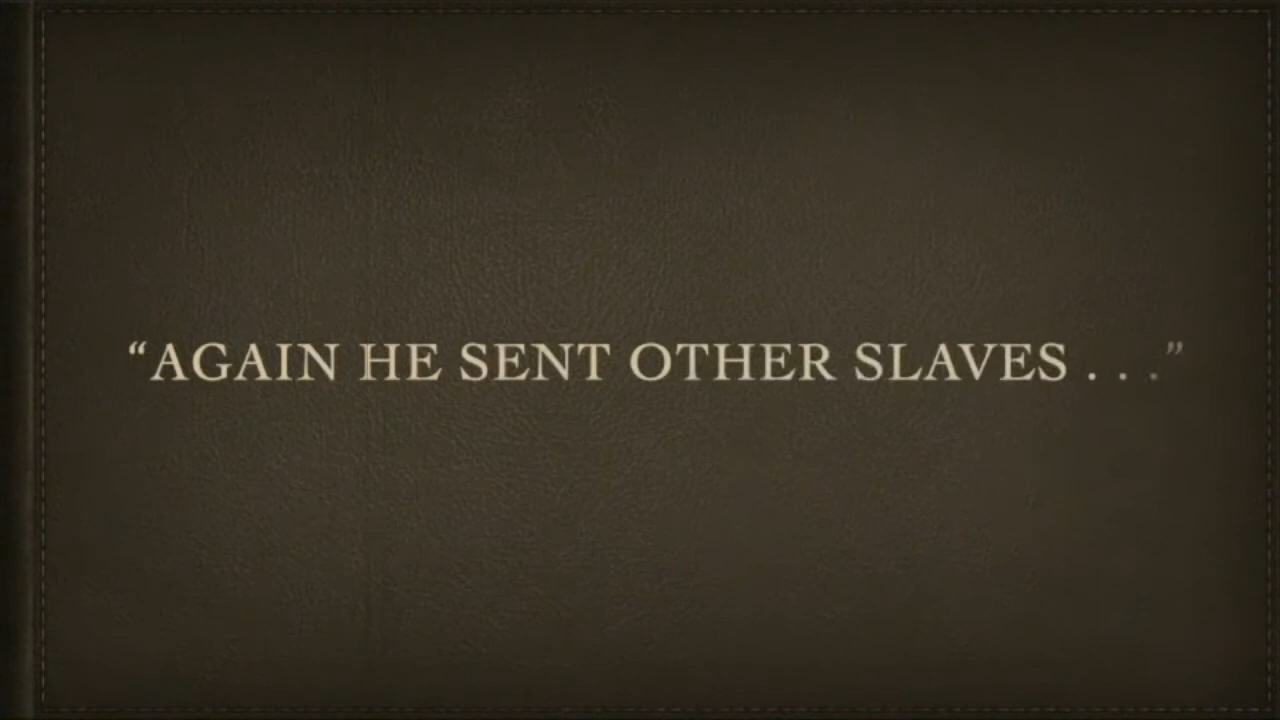 “AGAIN HE SENT OTHER SLAVES . . .”